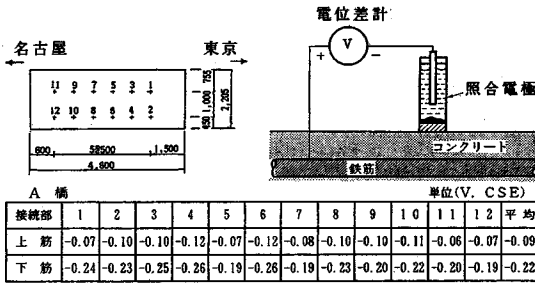 電位差計
名古屋 東京
V
+ −
11 9 7 5 3 1
12 10 8 6 4 2
755
1,000
450
2,205
600 5@500 1,500
4,600
照合電極
コンクリート
鉄筋
A 橋 単位(V. CSE)
接続部 1 2 3 4 5 6 7 8 9 10 11 12 平均
上筋 -0.07 -0.10 -0.10 -0.12 -0.07 -0.12 -0.08 -0.10 -0.10 -0.11 -0.06 -0.07 -0.09
下筋 -0.24 -0.23 -0.25 -0.26 -0.19 -0.26 -0.19 -0.23 -0.20 -0.22 -0.20 -0.19 -0.22